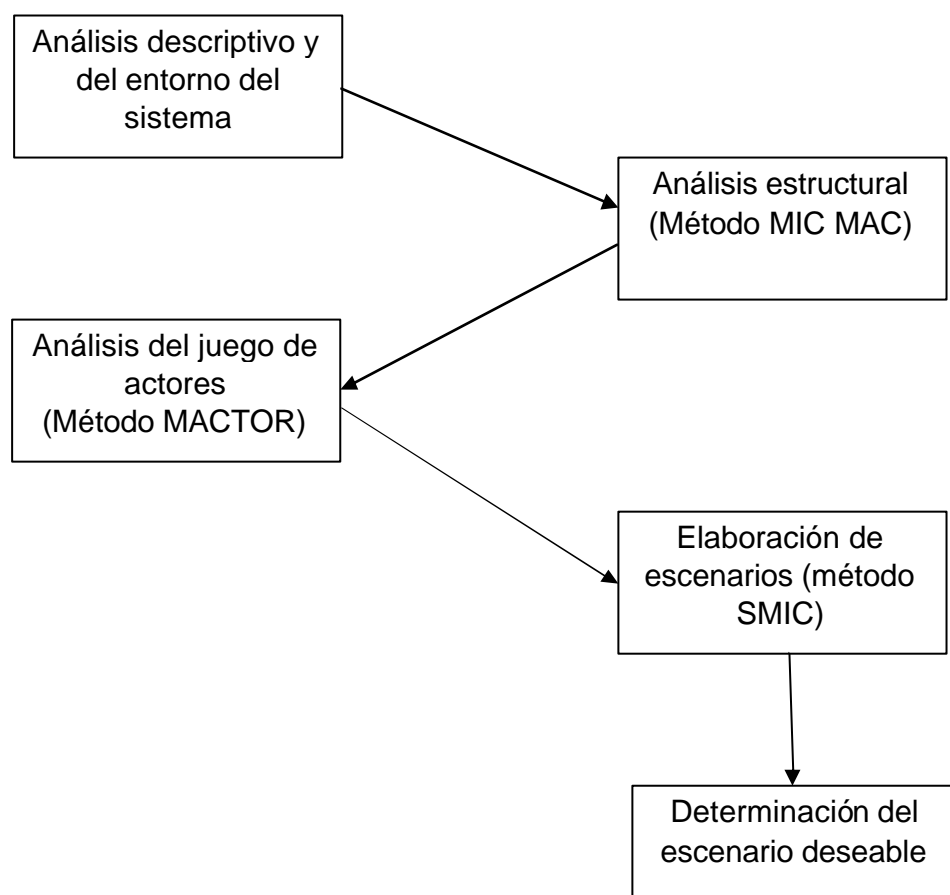 Análisis descriptivo y
del entorno del
sistema
Análisis estructural
(Método MIC MAC)
Análisis del juego de
actores
(Método MACTOR)
Elaboración de
escenarios (método
SMIC)
Determinación del
escenario deseable